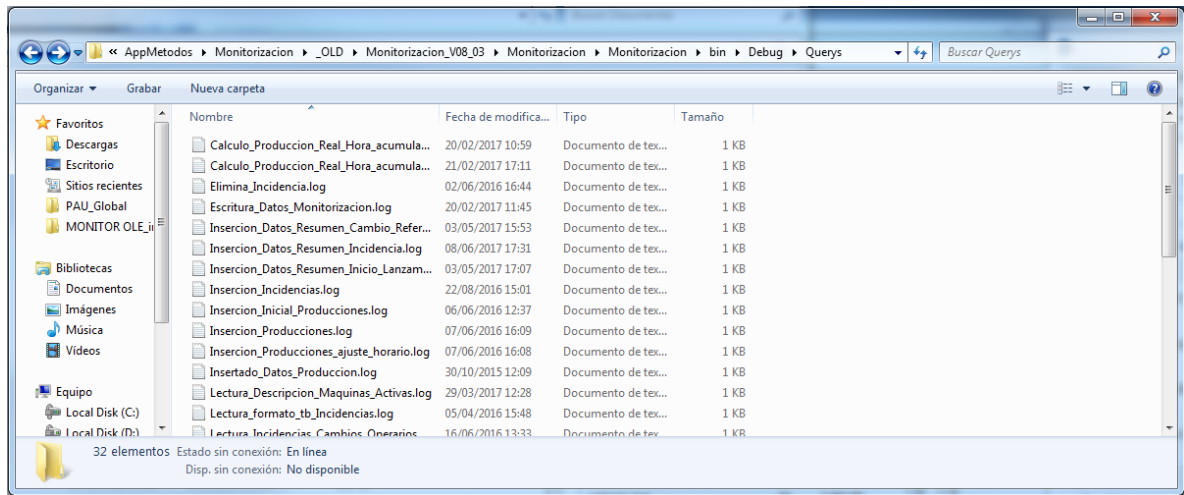 « AppMetodos ▸ Monitorizacion ▸ _OLD ▸ Monitorizacion_V08_03 ▸ Monitorizacion ▸ Monitorizacion ▸ bin ▸ Debug ▸ Querys
Buscar Querys
Organizar Grabar Nueva carpeta
Favoritos
Descargas
Escritorio
Sitios recientes
PAU_Global
MONITOR OLE_i
Bibliotecas
Documentos
Imágenes
Música
Vídeos
Equipo
Local Disk (C:)
Local Disk (D:)
Nombre Fecha de modifica... Tipo Tamaño
Calculo_Produccion_Real_Hora_acumula... 20/02/2017 10:59 Documento de tex... 1 KB
Calculo_Produccion_Real_Hora_acumula... 21/02/2017 17:11 Documento de tex... 1 KB
Elimina_Incidencia.log 02/06/2016 16:44 Documento de tex... 1 KB
Escritura_Datos_Monitorizacion.log 20/02/2017 11:45 Documento de tex... 1 KB
Insercion_Datos_Resumen_Cambio_Refer... 03/05/2017 15:53 Documento de tex... 1 KB
Insercion_Datos_Resumen_Incidencia.log 08/06/2017 17:31 Documento de tex... 1 KB
Insercion_Datos_Resumen_Inicio_Lanzam... 03/05/2017 17:07 Documento de tex... 1 KB
Insercion_Incidencias.log 22/08/2016 15:01 Documento de tex... 1 KB
Insercion_Inicial_Producciones.log 06/06/2016 12:37 Documento de tex... 1 KB
Insercion_Producciones.log 07/06/2016 16:09 Documento de tex... 1 KB
Insercion_Producciones_ajuste_horario.log 07/06/2016 16:08 Documento de tex... 1 KB
Insertado_Datos_Produccion.log 30/10/2015 12:09 Documento de tex... 1 KB
Lectura_Descripcion_Maquinas_Activas.log 29/03/2017 12:28 Documento de tex... 1 KB
Lectura_formato_tb_Incidencias.log 05/04/2016 15:48 Documento de tex... 1 KB
Lectura_Incidencias_Cambios_Operarios 16/06/2016 13:33 Documento de tex 1 KB
32 elementos Estado sin conexión: En línea
Disp. sin conexión: No disponible